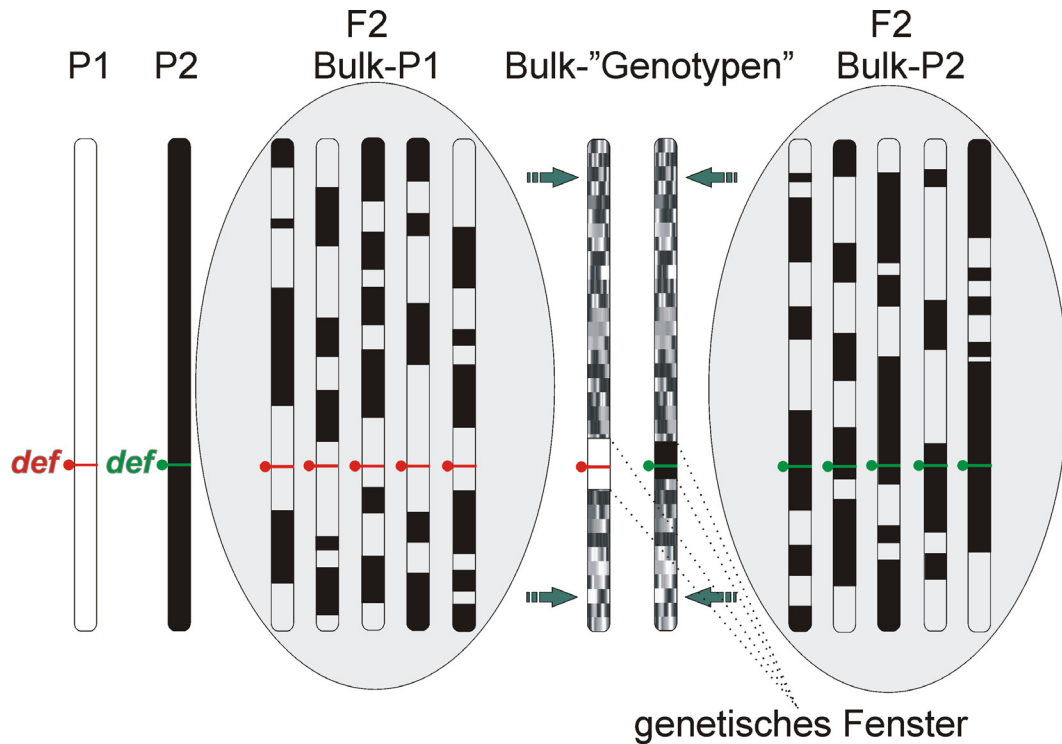 P1
P2
F2
Bulk-P1
Bulk-"Genotypen"
F2
Bulk-P2
def
def
genetisches Fenster